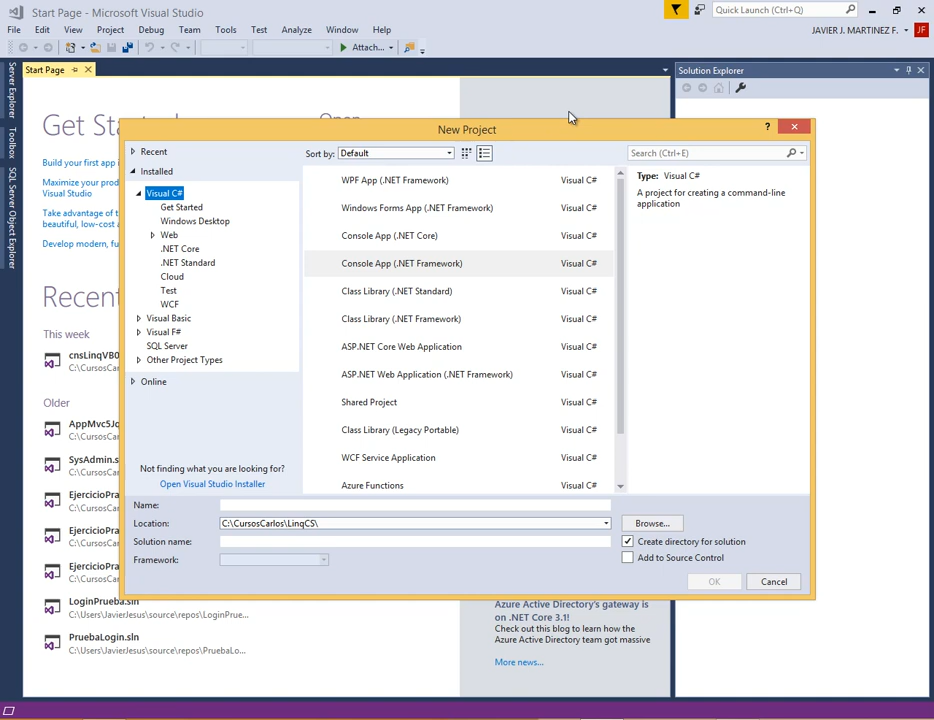 Start Page - Microsoft Visual Studio
Quick Launch (Ctrl+Q)
File Edit View Project Build Debug Team Tools Test Analyze Window Help
JAVIER J. MARTINEZ F. JF
Attach...
Server Explorer
Toolbox
SQL Server Object Explorer
Start Page
Solution Explorer
Get St
Open
Build your first app i
Maximize your prod
Visual Studio
Take advantage of t
beautiful, low-cost
Develop modern, fu
Recent
This week
cnsLinqVB0
C:\CursosCar
Older
AppMvc5Jq
C:\CursosCar
SysAdmin.s
C:\CursosCar
EjercicioPra
C:\CursosCar
EjercicioPra
C:\CursosCar
EjercicioPra
C:\CursosCar
LoginPrueba.sln
C:\Users\JavierJesus\source\repos\LoginPrue...
PruebaLogin.sln
C:\Users\JavierJesus\source\repos\PruebaLo...
New Project
?
Recent
Installed
Visual C#
Get Started
Windows Desktop
Web
.NET Core
.NET Standard
Cloud
Test
WCF
Visual Basic
Visual F#
SQL Server
Other Project Types
Online
Not finding what you are looking for?
Open Visual Studio Installer
Sort by: Default
Search (Ctrl+E)
WPF App (.NET Framework) Visual C#
Windows Forms App (.NET Framework) Visual C#
Console App (.NET Core) Visual C#
Console App (.NET Framework) Visual C#
Class Library (.NET Standard) Visual C#
Class Library (.NET Framework) Visual C#
ASP.NET Core Web Application Visual C#
ASP.NET Web Application (.NET Framework) Visual C#
Shared Project Visual C#
Class Library (Legacy Portable) Visual C#
WCF Service Application Visual C#
Azure Functions Visual C#
Type: Visual C#
A project for creating a command-line
application
Name:
Location: C:\CursosCarlos\LinqCS\
Browse...
Solution name:
Create directory for solution
Framework:
Add to Source Control
OK Cancel
Azure Active Directory's gateway is
on .NET Core 3.1!
Check out this blog to learn how the
Azure Active Directory team got massive
More news...